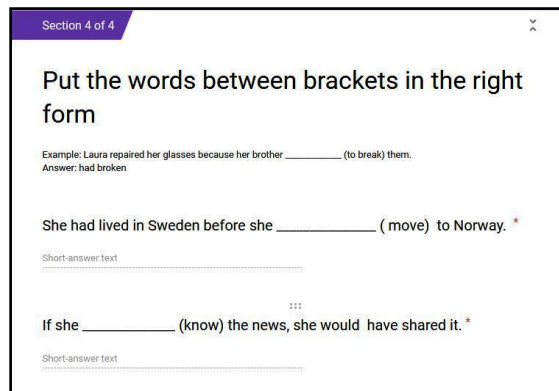 Section 4 of 4
Put the words between brackets in the right
form
Example: Laura repaired her glasses because her brother ____________ (to break) them.
Answer: had broken
She had lived in Sweden before she _____________ ( move)  to Norway. *
Short-answer text
If she ____________ (know) the news, she would  have shared it. *
Short-answer text